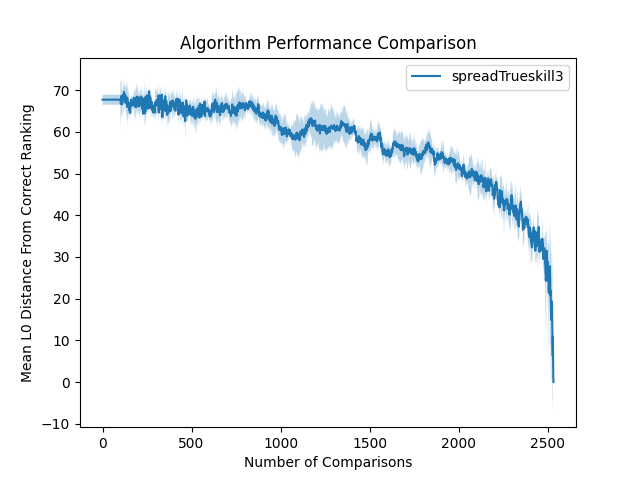 Algorithm Performance Comparison
spreadTrueskill3
Mean L0 Distance From Correct Ranking
70
60
50
40
30
20
10
0
−10
0 500 1000 1500 2000 2500
Number of Comparisons